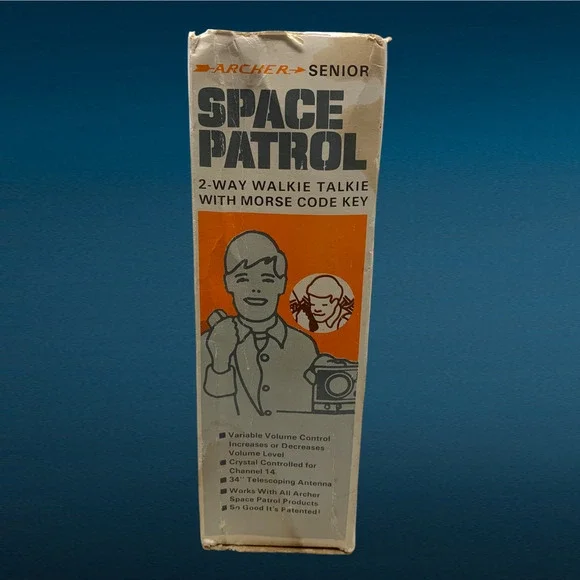 ARCHER SENIOR
SPACE
PATROL
2-WAY WALKIE TALKIE
WITH MORSE CODE KEY
Variable Volume Control
Increases or Decreases
Volume Level
Crystal Controlled for
Channel 14
34" Telescoping Antenna
Works With All Archer
Space Patrol Products
So Good It's Patented!